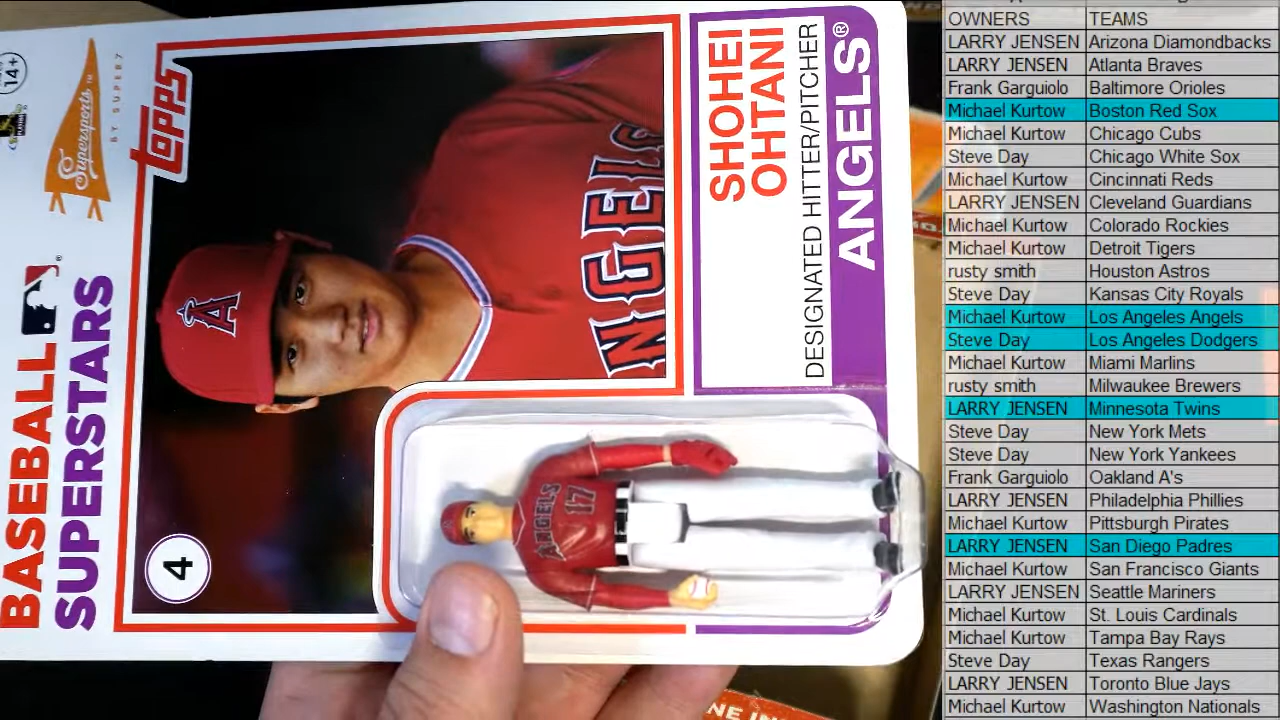 14+
Supersports™
BY SUPER7
topps
BASEBALL
SUPERSTARS
4
A
ANGELS
SHOHEI
OHTANI
DESIGNATED HITTER/PITCHER
ANGELS®
ANGELS
17
OWNERS TEAMS
LARRY JENSEN Arizona Diamondbacks
LARRY JENSEN Atlanta Braves
Frank Garguiolo Baltimore Orioles
Michael Kurtow Boston Red Sox
Michael Kurtow Chicago Cubs
Steve Day Chicago White Sox
Michael Kurtow Cincinnati Reds
LARRY JENSEN Cleveland Guardians
Michael Kurtow Colorado Rockies
Michael Kurtow Detroit Tigers
rusty smith Houston Astros
Steve Day Kansas City Royals
Michael Kurtow Los Angeles Angels
Steve Day Los Angeles Dodgers
Michael Kurtow Miami Marlins
rusty smith Milwaukee Brewers
LARRY JENSEN Minnesota Twins
Steve Day New York Mets
Steve Day New York Yankees
Frank Garguiolo Oakland A's
LARRY JENSEN Philadelphia Phillies
Michael Kurtow Pittsburgh Pirates
LARRY JENSEN San Diego Padres
Michael Kurtow San Francisco Giants
LARRY JENSEN Seattle Mariners
Michael Kurtow St. Louis Cardinals
Michael Kurtow Tampa Bay Rays
Steve Day Texas Rangers
LARRY JENSEN Toronto Blue Jays
Michael Kurtow Washington Nationals